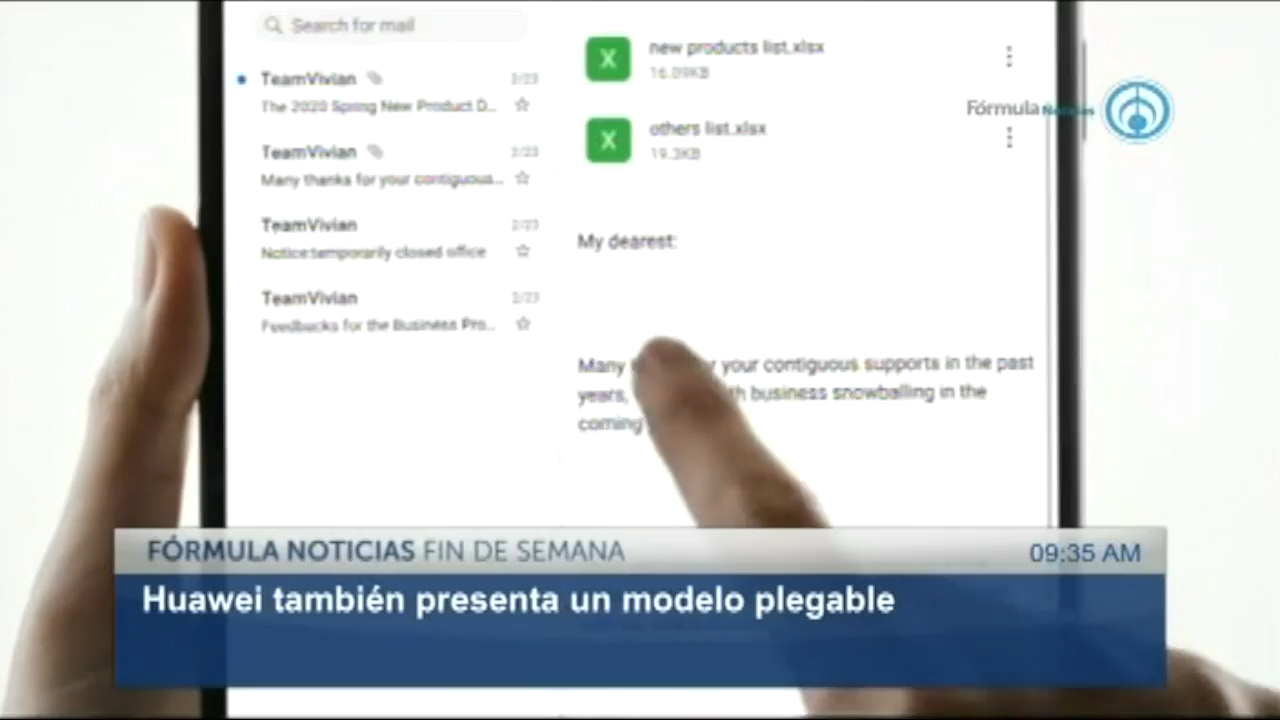 Search for mail
TeamVivian
2/23
The 2020 Spring New Product D...
TeamVivian
2/23
Many thanks for your contiguous...
TeamVivian
2/23
Notice:temporarily closed office
TeamVivian
2/23
Feedbacks for the Business Pro...
X
new products list.xlsx
16.09KB
X
others list.xlsx
19.3KB
My dearest:
Many your contiguous supports in the past
years, business snowballing in the
coming
Fórmula Noticias
FÓRMULA NOTICIAS FIN DE SEMANA
09:35 AM
Huawei también presenta un modelo plegable